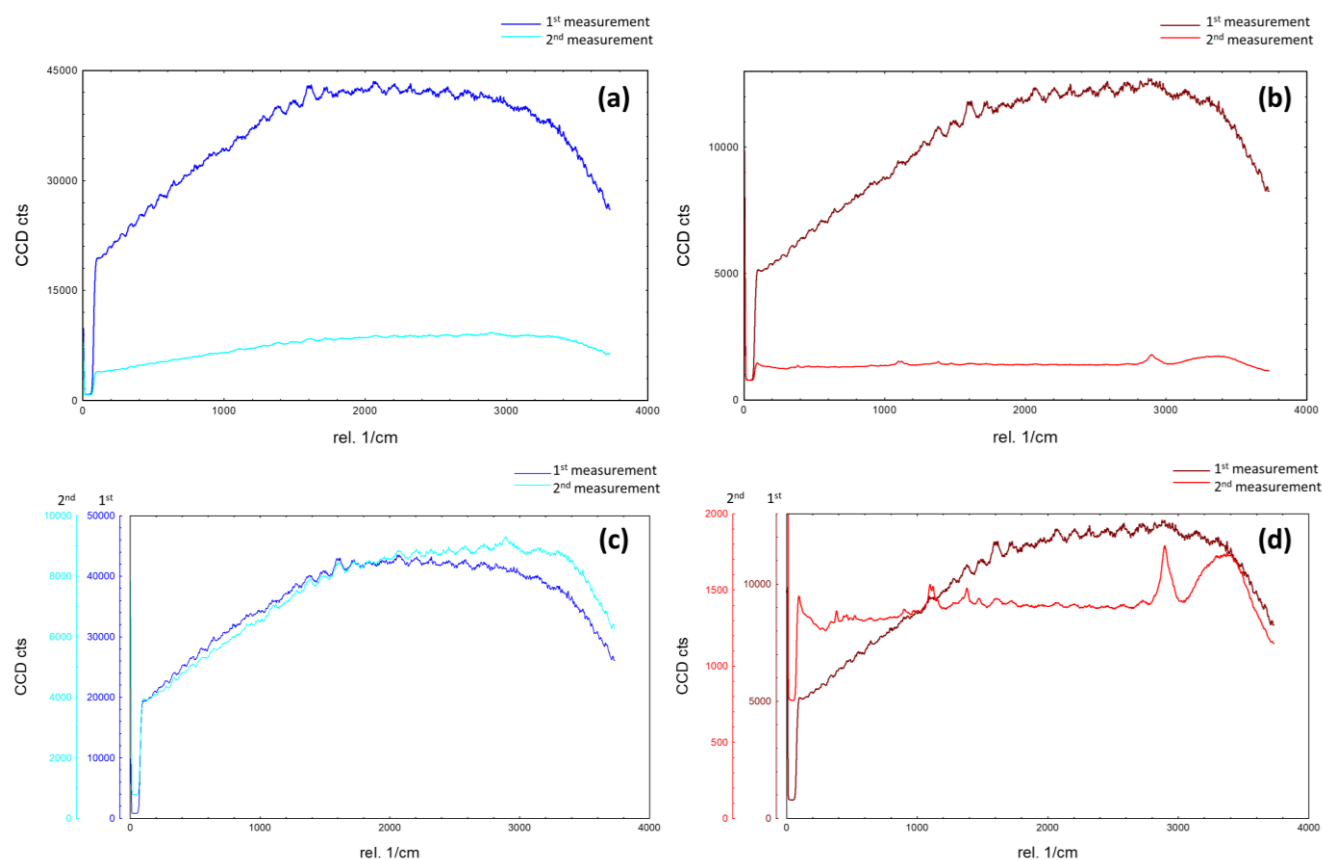 1st measurement
2nd measurement
(a)
45000
30000
15000
0
CCD cts
0 1000 2000 3000 4000
rel. 1/cm
1st measurement
2nd measurement
(b)
10000
5000
0
CCD cts
0 1000 2000 3000 4000
rel. 1/cm
1st measurement
2nd measurement
2nd 1st
(c)
10000
8000
6000
4000
2000
0
50000
40000
30000
20000
10000
0
CCD cts
0 1000 2000 3000 4000
rel. 1/cm
1st measurement
2nd measurement
2nd 1st
(d)
2000
1500
1000
500
0
10000
5000
0
CCD cts
0 1000 2000 3000 4000
rel. 1/cm